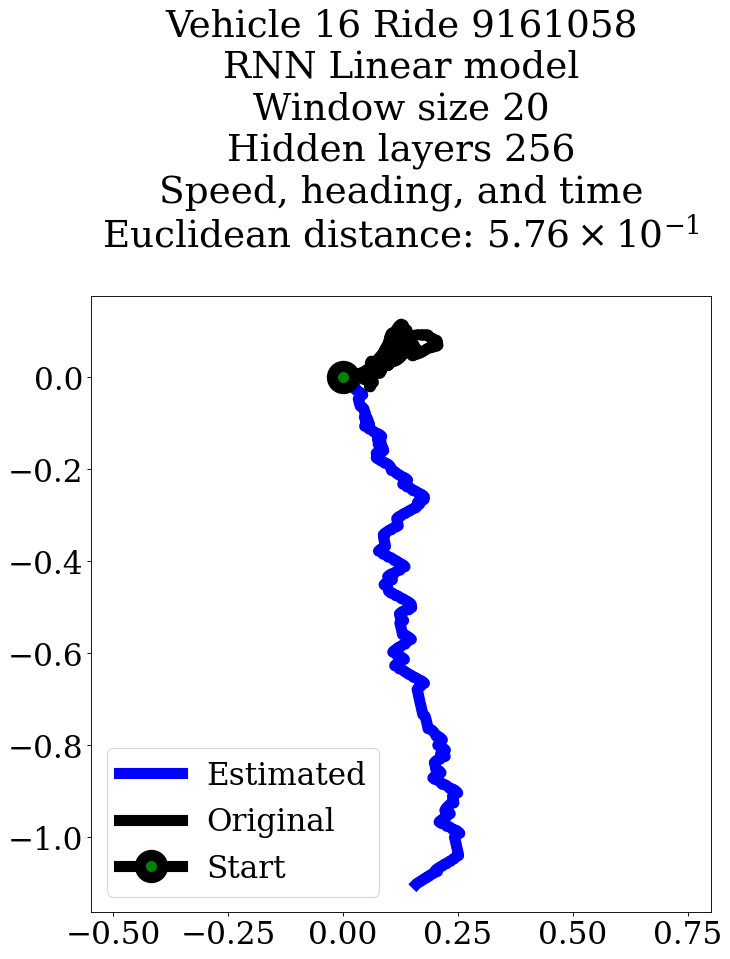 Vehicle 16 Ride 9161058
RNN Linear model
Window size 20
Hidden layers 256
Speed, heading, and time
Euclidean distance: 5.76 × 10⁻¹
0.0
−0.2
−0.4
−0.6
−0.8
−1.0
Estimated
Original
Start
−0.50 −0.25 0.00 0.25 0.50 0.75